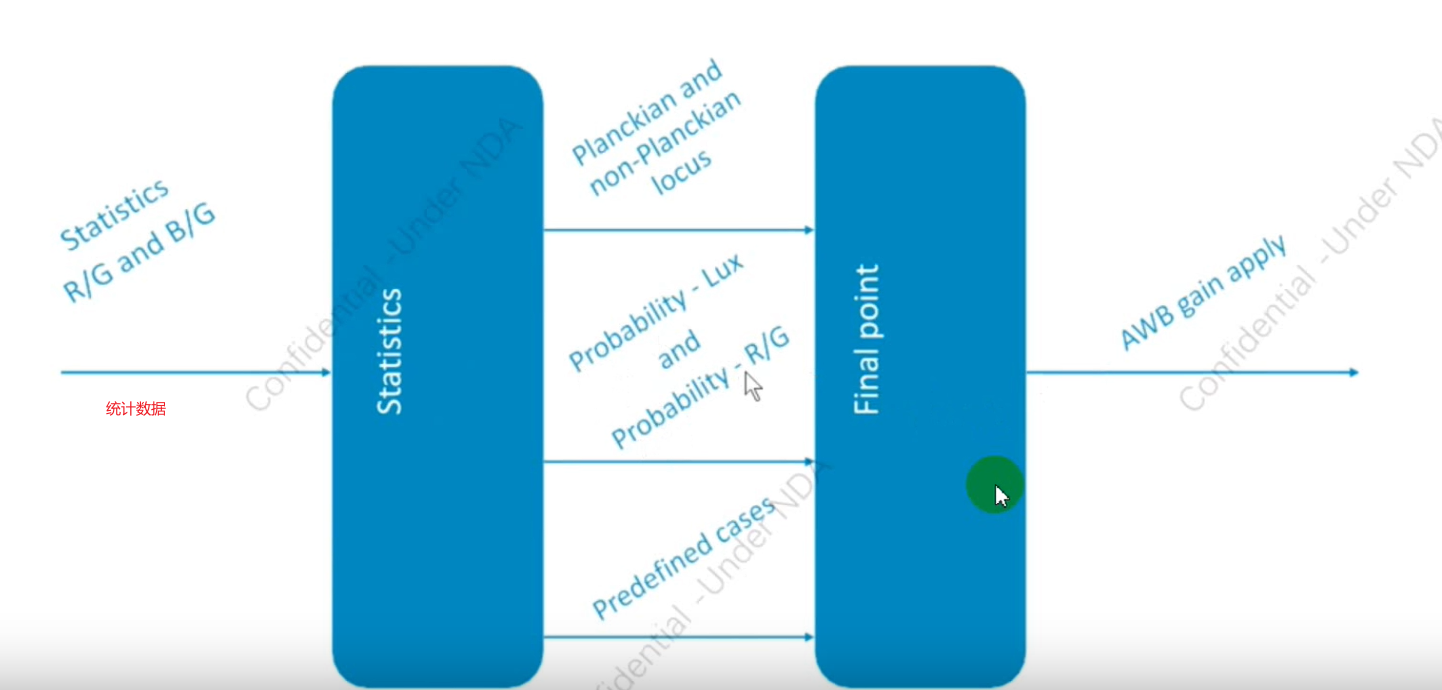 Statistics
R/G and B/G
统计数据
Statistics
Planckian and
non-Planckian
locus
Probability - Lux
and
Probability - R/G
Predefined cases
Final point
AWB gain apply
Confidential -Under NDA
Confidential -Under NDA
fidential -Under NDA